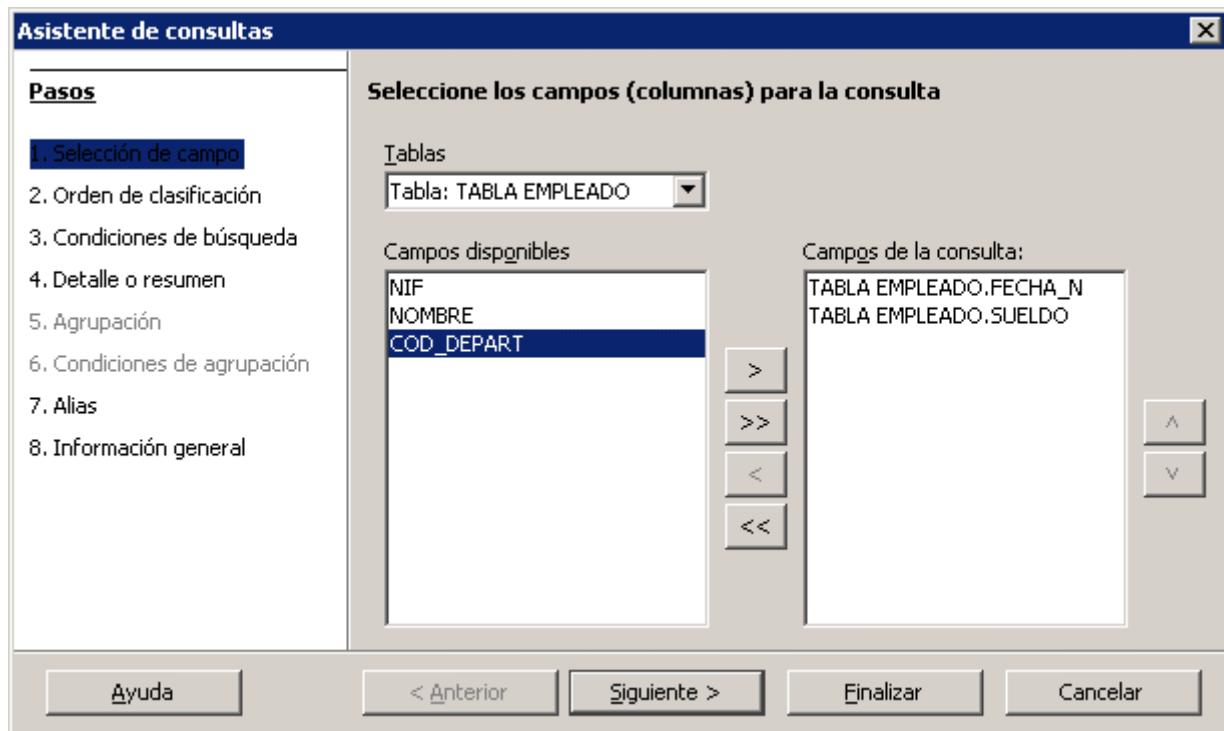 Asistente de consultas
Pasos
1. Selección de campo
2. Orden de clasificación
3. Condiciones de búsqueda
4. Detalle o resumen
5. Agrupación
6. Condiciones de agrupación
7. Alias
8. Información general
Seleccione los campos (columnas) para la consulta
Tablas
Tabla: TABLA EMPLEADO
Campos disponibles
NIF
NOMBRE
COD_DEPART
>
>>
<
<<
Campos de la consulta:
TABLA EMPLEADO.FECHA_N
TABLA EMPLEADO.SUELDO
Ayuda
< Anterior
Siguiente >
Finalizar
Cancelar